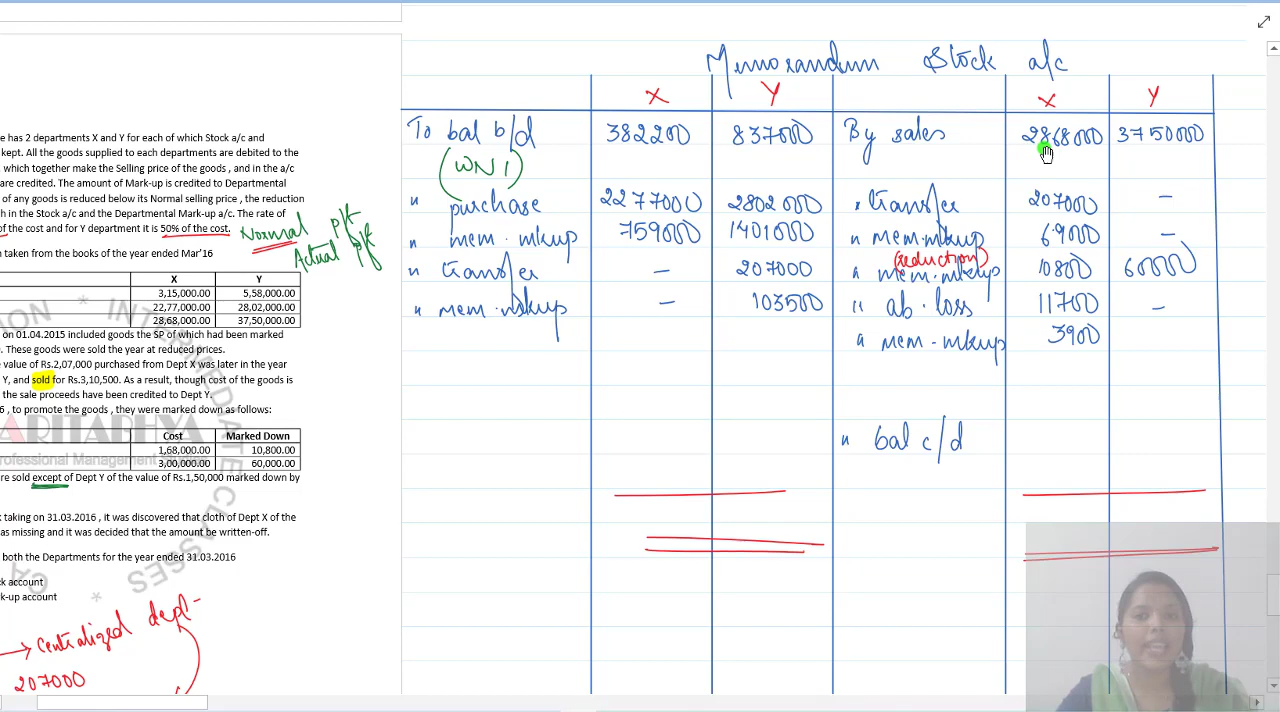 e has 2 departments X and Y for each of which Stock a/c and
kept. All the goods supplied to each departments are debited to the
which together make the Selling price of the goods , and in the a/c
are credited. The amount of Mark-up is credited to Departmental
of any goods is reduced below its Normal selling price , the reduction
h in the Stock a/c and the Departmental Mark-up a/c. The rate of
of the cost and for Y department it is 50% of the cost.
Normal pft
Actual pft
n taken from the books of the year ended Mar'16
X Y
3,15,000.00 5,58,000.00
22,77,000.00 28,02,000.00
28,68,000.00 37,50,000.00
on 01.04.2015 included goods the SP of which had been marked
. These goods were sold the year at reduced prices.
e value of Rs.2,07,000 purchased from Dept X was later in the year
Y, and sold for Rs.3,10,500. As a result, though cost of the goods is
the sale proceeds have been credited to Dept Y.
6 , to promote the goods , they were marked down as follows:
Cost Marked Down
1,68,000.00 10,800.00
3,00,000.00 60,000.00
re sold except of Dept Y of the value of Rs.1,50,000 marked down by
k taking on 31.03.2016 , it was discovered that cloth of Dept X of the
as missing and it was decided that the amount be written-off.
both the Departments for the year ended 31.03.2016
ck account
k-up account
→ Centralized dept
207000
ARITABHYA
rofessional Management S
INTERMEDIATE CLASSES
CA
Memorandum Stock a/c
X Y X Y
To bal b/d 382200 837000 By sales 2868000 3750000
(WN 1)
" purchase 2277000 2802000 " transfer 207000 -
" mem. mkup 759000 1401000 " mem. mkup 69000 -
(reduction)
" transfer - 207000 " mem. mkup 10800 60000
" mem. mkup - 103500 " ab. loss 11700 -
" mem. mkup 3900
" bal c/d